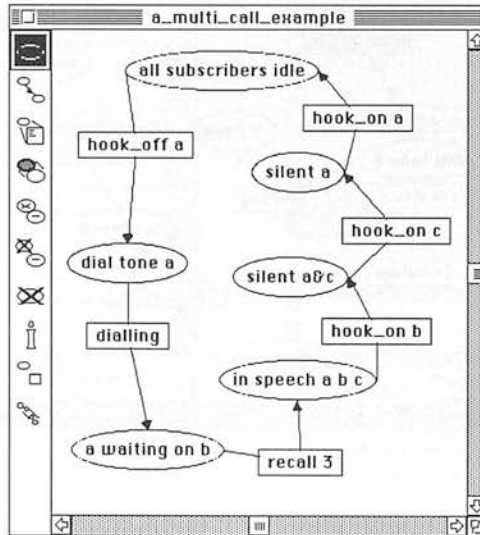 a_multi_call_example
all subscribers idle
hook_off a
hook_on a
silent a
hook_on c
dial tone a
silent a&c
dialling
hook_on b
in speech a b c
a waiting on b
recall 3